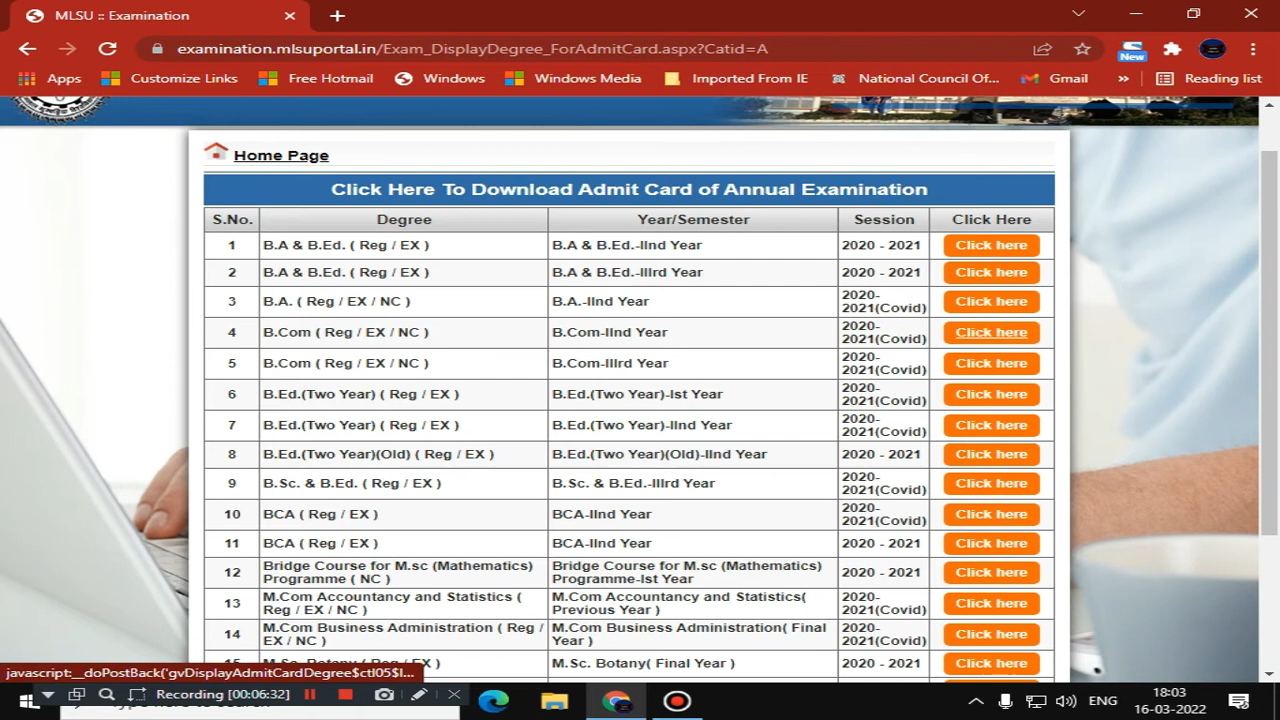 MLSU :: Examination
examination.mlsuportal.in/Exam_DisplayDegree_ForAdmitCard.aspx?Catid=A
New
Apps Customize Links Free Hotmail Windows Windows Media Imported From IE National Council Of... Gmail » Reading list
Home Page
Click Here To Download Admit Card of Annual Examination
S.No. Degree Year/Semester Session Click Here
1 B.A & B.Ed. ( Reg / EX ) B.A & B.Ed.-IInd Year 2020 - 2021 Click here
2 B.A & B.Ed. ( Reg / EX ) B.A & B.Ed.-IIIrd Year 2020 - 2021 Click here
3 B.A. ( Reg / EX / NC ) B.A.-IInd Year 2020-
2021(Covid) Click here
4 B.Com ( Reg / EX / NC ) B.Com-IInd Year 2020-
2021(Covid) Click here
5 B.Com ( Reg / EX / NC ) B.Com-IIIrd Year 2020-
2021(Covid) Click here
6 B.Ed.(Two Year) ( Reg / EX ) B.Ed.(Two Year)-Ist Year 2020-
2021(Covid) Click here
7 B.Ed.(Two Year) ( Reg / EX ) B.Ed.(Two Year)-IInd Year 2020-
2021(Covid) Click here
8 B.Ed.(Two Year)(Old) ( Reg / EX ) B.Ed.(Two Year)(Old)-IInd Year 2020 - 2021 Click here
9 B.Sc. & B.Ed. ( Reg / EX ) B.Sc. & B.Ed.-IIIrd Year 2020-
2021(Covid) Click here
10 BCA ( Reg / EX ) BCA-IInd Year 2020-
2021(Covid) Click here
11 BCA ( Reg / EX ) BCA-IInd Year 2020 - 2021 Click here
12 Bridge Course for M.sc (Mathematics) Bridge Course for M.sc (Mathematics) 2020 - 2021 Click here
Programme ( NC ) Programme-Ist Year
13 M.Com Accountancy and Statistics ( M.Com Accountancy and Statistics( 2020- Click here
Reg / EX / NC ) Previous Year ) 2021(Covid)
14 M.Com Business Administration ( Reg / M.Com Business Administration( Final 2020- Click here
EX / NC ) Year ) 2021(Covid)
15 M.Sc. Botany ( Reg / EX ) M.Sc. Botany( Final Year ) 2020 - 2021 Click here
javascript:__doPostBack('gvDisplayAdmitCardDegree$ctl05$l...
Recording [00:06:32]
Type here to search
ENG
18:03
16-03-2022